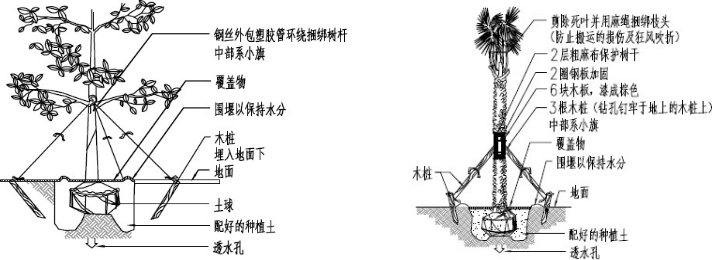 钢丝外包塑胶管环绕捆绑树杆
中部系小旗
覆盖物
围堰以保持水分
木桩
埋入地面下
地面
土球
配好的种植土
透水孔
剪除死叶并用麻绳捆绑枝头
(防止搬运的损伤及狂风吹折)
2层粗麻布保护树干
2圈钢板加固
6块木板，漆成棕色
3根木桩(钻孔钉牢于地上的木桩上)
中部系小旗
覆盖物
围堰以保持水分
木桩
地面
配好的种植土
透水孔